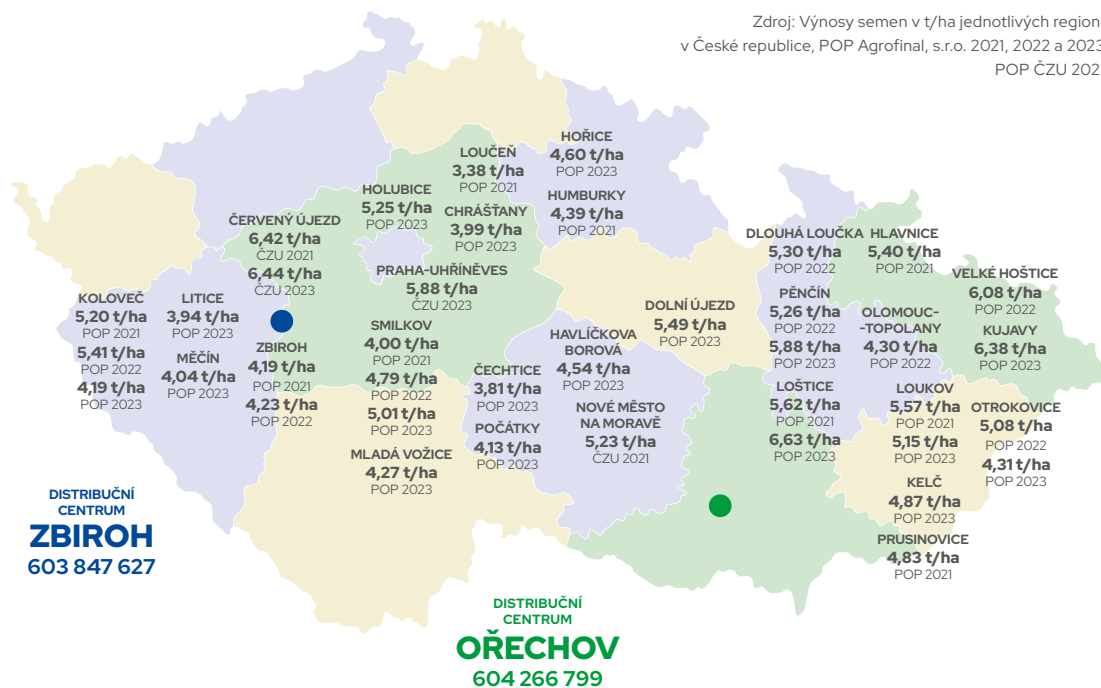 Zdroj: Výnosy semen v t/ha jednotlivých region
v České republice, POP Agrofinal, s.r.o. 2021, 2022 a 2023
POP ČZU 202
HOŘICE
4,60 t/ha
POP 2023
LOUČEŇ
3,38 t/ha
POP 2021
HOLUBICE
5,25 t/ha
POP 2023
HUMBURKY
4,39 t/ha
POP 2021
CHRÁŠŤANY
3,99 t/ha
POP 2023
ČERVENÝ ÚJEZD
6,42 t/ha
ČZU 2021
6,44 t/ha
ČZU 2023
PRAHA-UHŘÍNĚVES
5,88 t/ha
ČZU 2023
DLOUHÁ LOUČKA
5,30 t/ha
POP 2022
HLAVNICE
5,40 t/ha
POP 2021
VELKÉ HOŠTICE
6,08 t/ha
POP 2022
KOLOVEČ
5,20 t/ha
POP 2021
5,41 t/ha
POP 2022
4,19 t/ha
POP 2023
LITICE
3,94 t/ha
POP 2023
MĚČÍN
4,04 t/ha
POP 2023
ZBIROH
4,19 t/ha
POP 2021
4,23 t/ha
POP 2022
SMILKOV
4,00 t/ha
POP 2021
4,79 t/ha
POP 2022
5,01 t/ha
POP 2023
MLADÁ VOŽICE
4,27 t/ha
POP 2023
ČECHTICE
3,81 t/ha
POP 2023
POČÁTKY
4,13 t/ha
POP 2023
HAVLÍČKOVA
BOROVÁ
4,54 t/ha
POP 2023
NOVÉ MĚSTO
NA MORAVĚ
5,23 t/ha
ČZU 2021
DOLNÍ ÚJEZD
5,49 t/ha
POP 2023
PĚNČÍN
5,26 t/ha
POP 2022
5,88 t/ha
POP 2023
OLOMOUC-
-TOPOLANY
4,30 t/ha
POP 2022
KUJAVY
6,38 t/ha
POP 2023
LOŠTICE
5,62 t/ha
POP 2021
6,63 t/ha
POP 2023
LOUKOV
5,57 t/ha
POP 2021
5,15 t/ha
POP 2023
OTROKOVICE
5,08 t/ha
POP 2022
4,31 t/ha
POP 2023
KELČ
4,87 t/ha
POP 2023
PRUSINOVICE
4,83 t/ha
POP 2021
DISTRIBUČNÍ
CENTRUM
ZBIROH
603 847 627
DISTRIBUČNÍ
CENTRUM
OŘECHOV
604 266 799